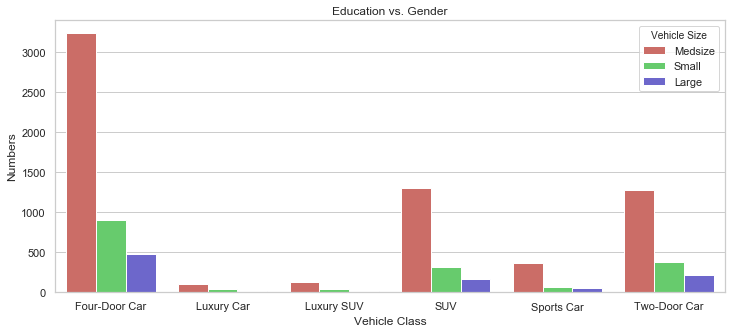 Education vs. Gender
Vehicle Size
Medsize
Small
Large
3000
2500
2000
1500
1000
500
0
Numbers
Four-Door Car
Luxury Car
Luxury SUV
SUV
Sports Car
Two-Door Car
Vehicle Class